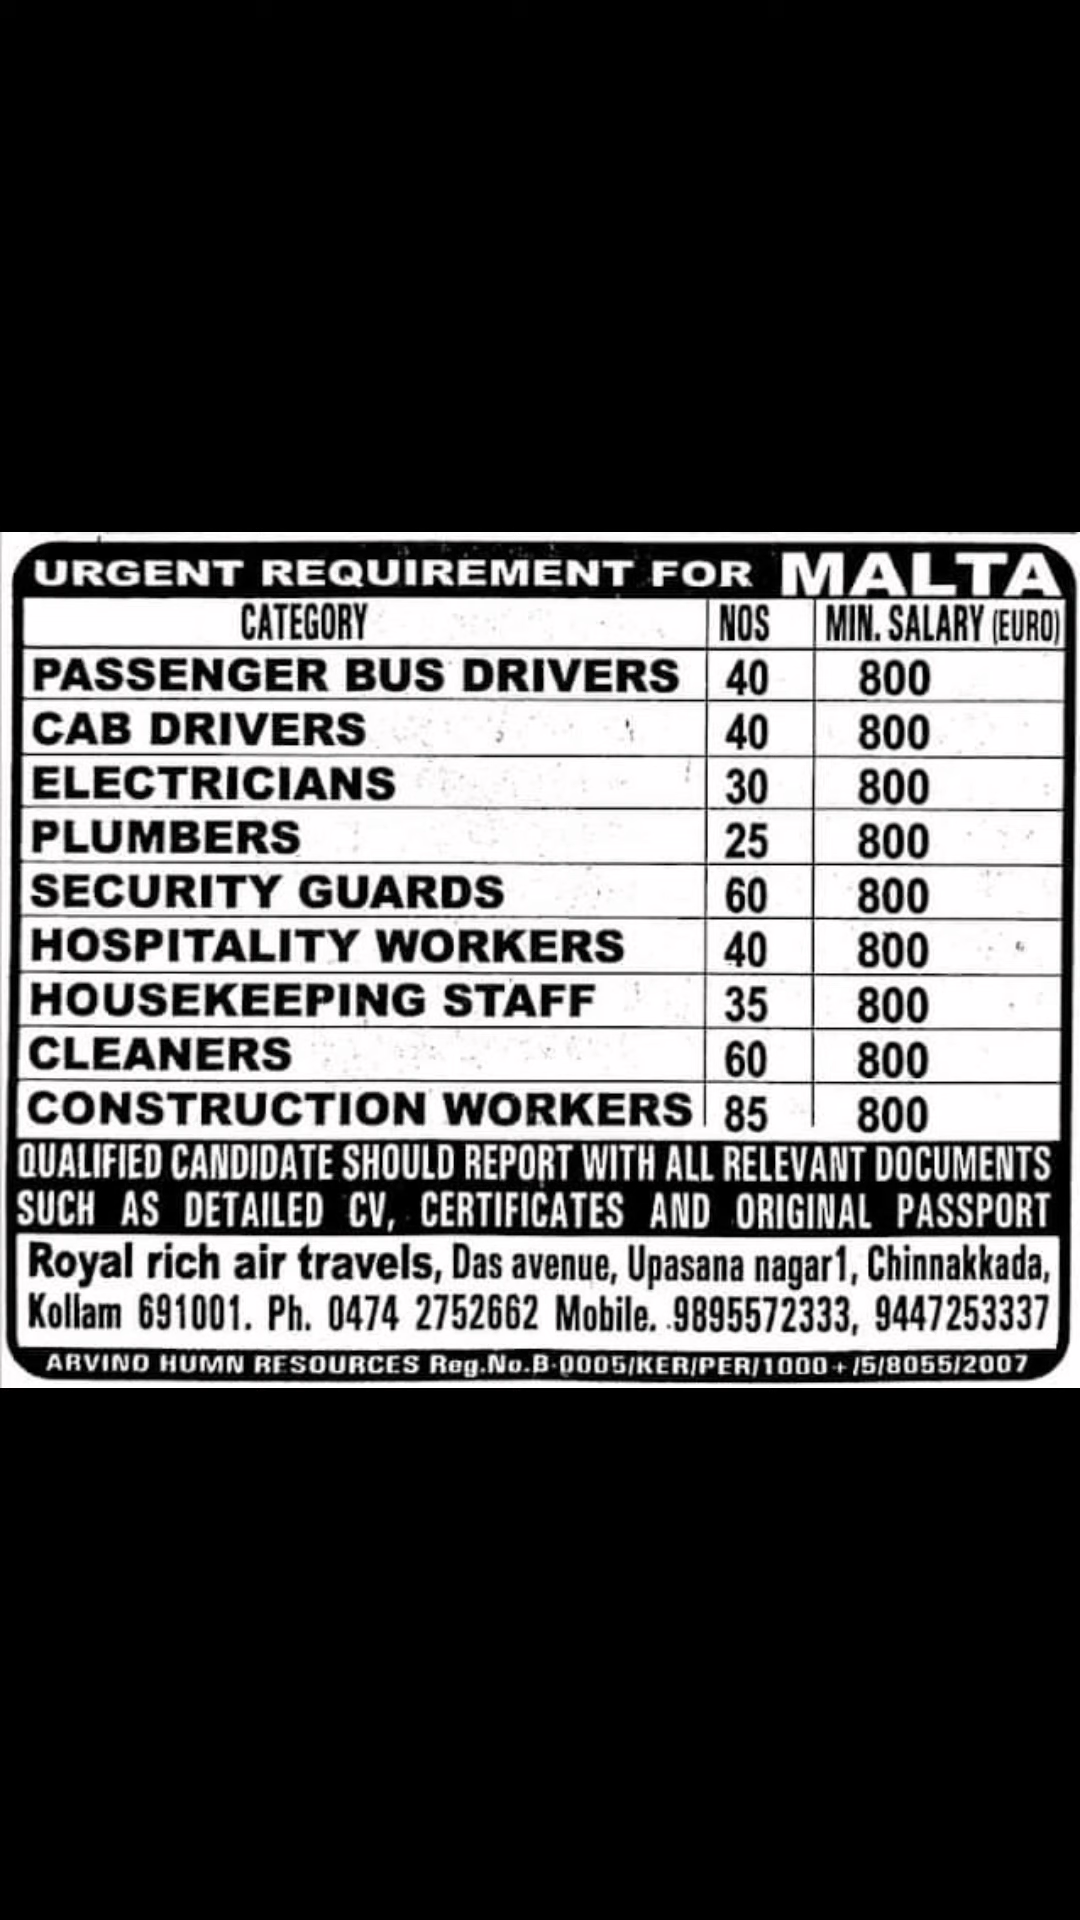 URGENT REQUIREMENT FOR MALTA
CATEGORY NOS MIN. SALARY (EURO)
PASSENGER BUS DRIVERS 40 800
CAB DRIVERS 40 800
ELECTRICIANS 30 800
PLUMBERS 25 800
SECURITY GUARDS 60 800
HOSPITALITY WORKERS 40 800
HOUSEKEEPING STAFF 35 800
CLEANERS 60 800
CONSTRUCTION WORKERS 85 800
QUALIFIED CANDIDATE SHOULD REPORT WITH ALL RELEVANT DOCUMENTS
SUCH AS DETAILED CV, CERTIFICATES AND ORIGINAL PASSPORT
Royal rich air travels, Das avenue, Upasana nagar1, Chinnakkada,
Kollam 691001. Ph. 0474 2752662 Mobile. 9895572333, 9447253337
ARVIND HUMN RESOURCES Reg.No.B-0005/KER/PER/1000+/5/8055/2007